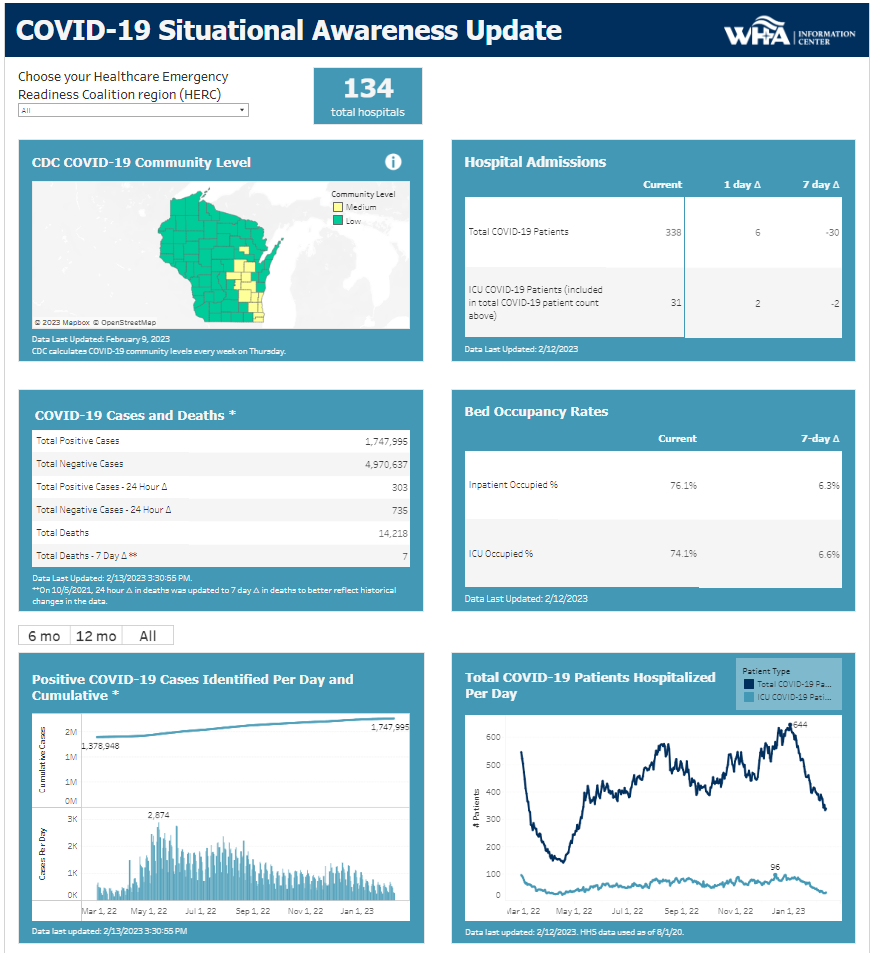 COVID-19 Situational Awareness Update
WHA INFORMATION CENTER
Choose your Healthcare Emergency
Readiness Coalition region (HERC)
All
134
total hospitals
CDC COVID-19 Community Level
i
Community Level
Medium
Low
© 2023 Mapbox © OpenStreetMap
Data Last Updated: February 9, 2023
CDC calculates COVID-19 community levels every week on Thursday.
Hospital Admissions
Current 1 day Δ 7 day Δ
Total COVID-19 Patients 338 6 -30
ICU COVID-19 Patients (included
in total COVID-19 patient count
above) 31 2 -2
Data Last Updated: 2/12/2023
COVID-19 Cases and Deaths *
Total Positive Cases 1,747,995
Total Negative Cases 4,970,637
Total Positive Cases - 24 Hour Δ 303
Total Negative Cases - 24 Hour Δ 735
Total Deaths 14,218
Total Deaths - 7 Day Δ ** 7
Data Last Updated: 2/13/2023 3:30:55 PM.
**On 10/5/2021, 24 hour Δ in deaths was updated to 7 day Δ in deaths to better reflect historical
changes in the data.
Bed Occupancy Rates
Current 7-day Δ
Inpatient Occupied % 76.1% 6.3%
ICU Occupied % 74.1% 6.6%
Data Last Updated: 2/12/2023
6 mo 12 mo All
Positive COVID-19 Cases Identified Per Day and
Cumulative *
Cumulative Cases
2M
1M
1M
0M
1,378,948
1,747,995
Cases Per Day
3K
2K
1K
0K
2,874
Mar 1, 22 May 1, 22 Jul 1, 22 Sep 1, 22 Nov 1, 22 Jan 1, 23
Data last updated: 2/13/2023 3:30:55 PM
Total COVID-19 Patients Hospitalized
Per Day
Patient Type
Total COVID-19 Pa...
ICU COVID-19 Pati...
# Patients
600
500
400
300
200
100
0
644
96
Mar 1, 22 May 1, 22 Jul 1, 22 Sep 1, 22 Nov 1, 22 Jan 1, 23
Data last updated: 2/12/2023. HHS data used as of 8/1/20.